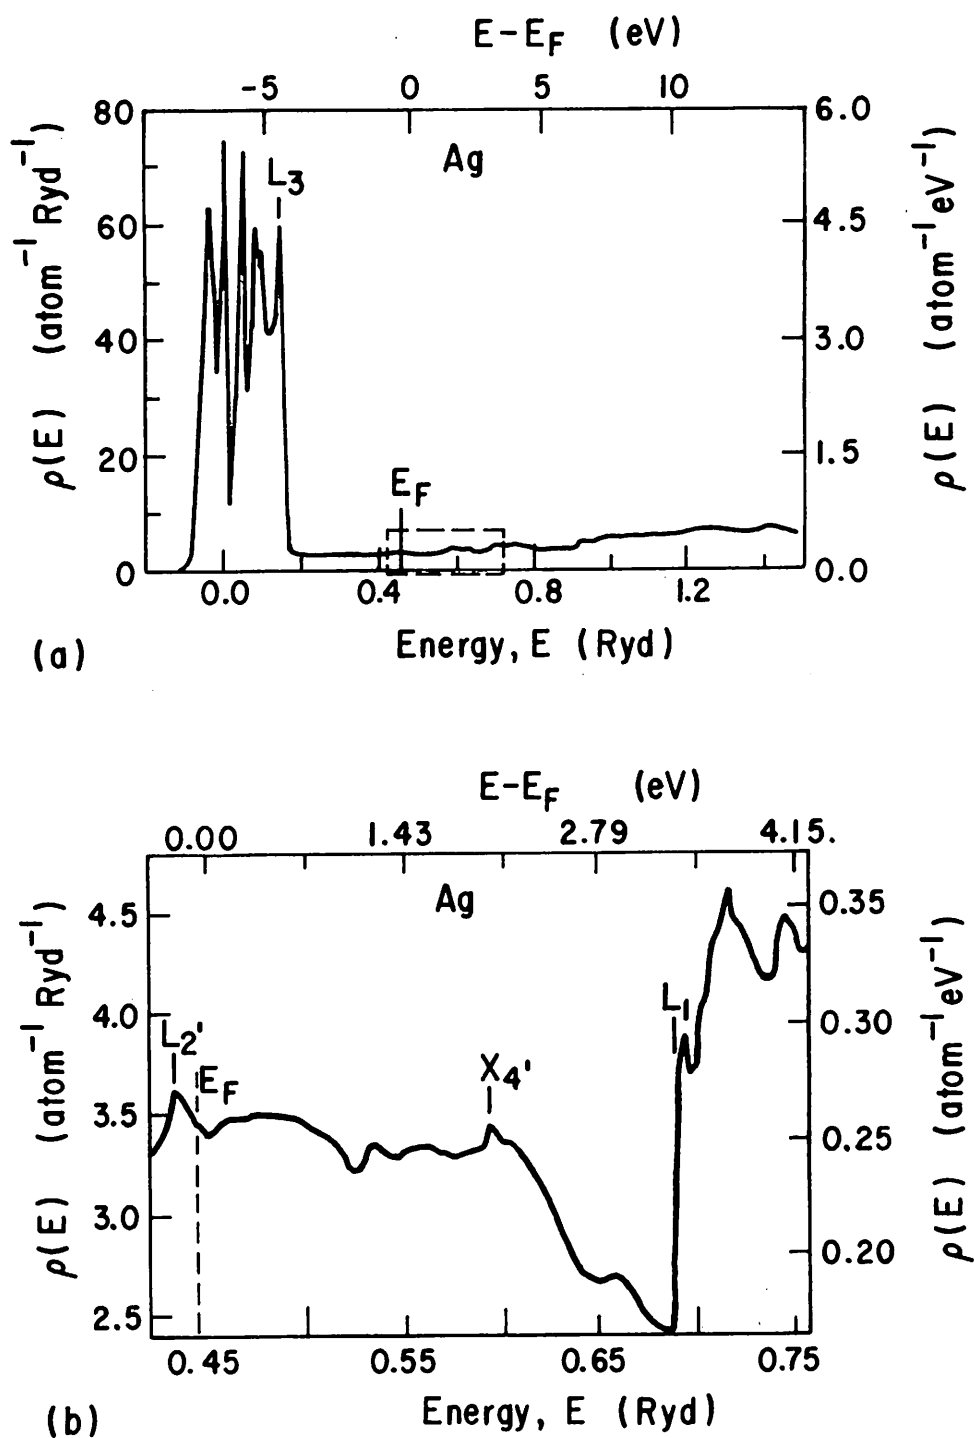 E-E_F (eV)
-5 0 5 10
80 6.0
Ag
L3
60 4.5
40 3.0
20 1.5
E_F
0 0.0
0.0 0.4 0.8 1.2
ρ(E) (atom⁻¹ Ryd⁻¹)
ρ(E) (atom⁻¹ eV⁻¹)
Energy, E (Ryd)
(a)
E-E_F (eV)
0.00 1.43 2.79 4.15.
Ag
4.5 0.35
4.0 0.30
L2' E_F X4' L1
3.5 0.25
3.0 0.20
2.5
0.45 0.55 0.65 0.75
ρ(E) (atom⁻¹ Ryd⁻¹)
ρ(E) (atom⁻¹ eV⁻¹)
Energy, E (Ryd)
(b)